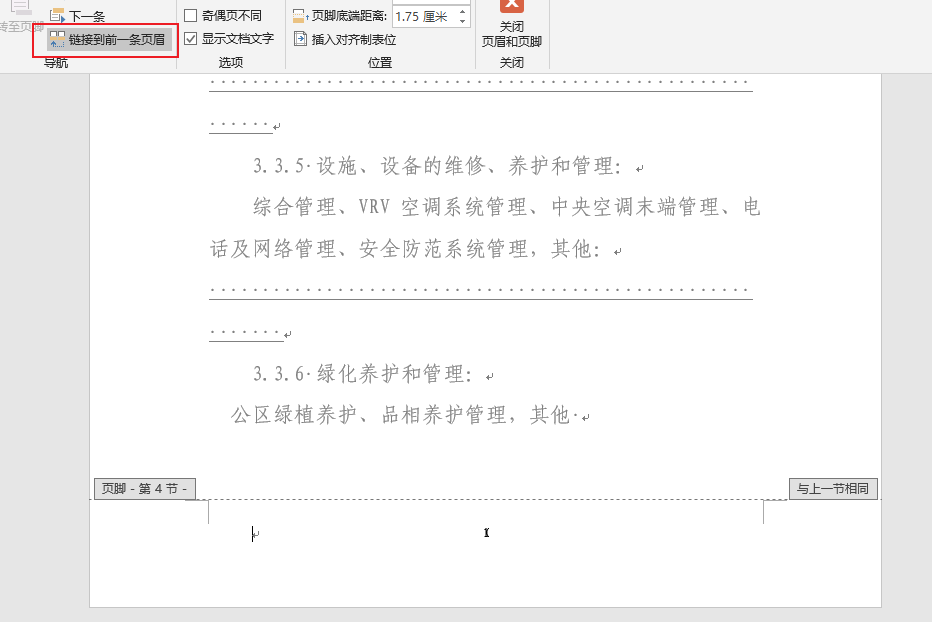 转至页脚
下一条
链接到前一条页眉
导航
奇偶页不同
显示文档文字
选项
页脚底端距离: 1.75 厘米
插入对齐制表位
位置
关闭
页眉和页脚
关闭
3.3.5·设施、设备的维修、养护和管理：
综合管理、VRV 空调系统管理、中央空调末端管理、电
话及网络管理、安全防范系统管理，其他：
3.3.6·绿化养护和管理：
公区绿植养护、品相养护管理，其他·
页脚 - 第 4 节 -
与上一节相同